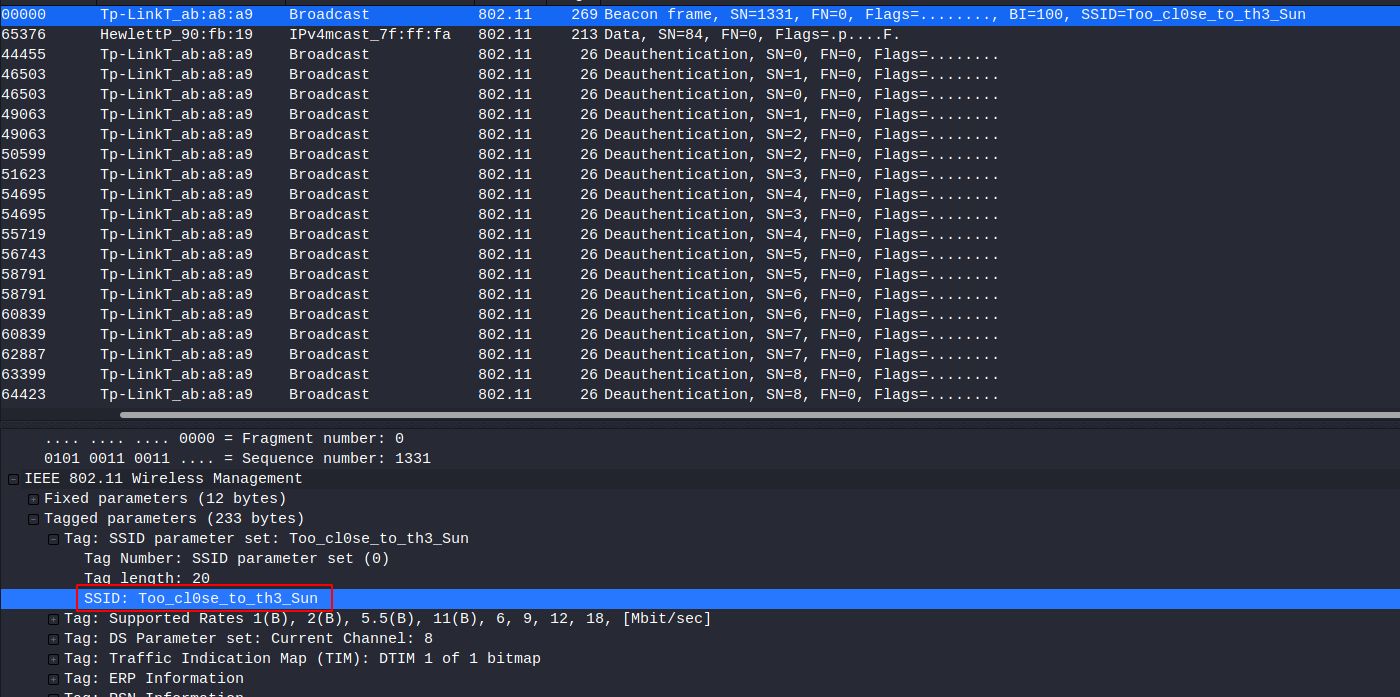 00000 Tp-LinkT_ab:a8:a9 Broadcast 802.11 269 Beacon frame, SN=1331, FN=0, Flags=........, BI=100, SSID=Too_cl0se_to_th3_Sun
65376 HewlettP_90:fb:19 IPv4mcast_7f:ff:fa 802.11 213 Data, SN=84, FN=0, Flags=.p....F.
44455 Tp-LinkT_ab:a8:a9 Broadcast 802.11 26 Deauthentication, SN=0, FN=0, Flags=........
46503 Tp-LinkT_ab:a8:a9 Broadcast 802.11 26 Deauthentication, SN=1, FN=0, Flags=........
46503 Tp-LinkT_ab:a8:a9 Broadcast 802.11 26 Deauthentication, SN=0, FN=0, Flags=........
49063 Tp-LinkT_ab:a8:a9 Broadcast 802.11 26 Deauthentication, SN=1, FN=0, Flags=........
49063 Tp-LinkT_ab:a8:a9 Broadcast 802.11 26 Deauthentication, SN=2, FN=0, Flags=........
50599 Tp-LinkT_ab:a8:a9 Broadcast 802.11 26 Deauthentication, SN=2, FN=0, Flags=........
51623 Tp-LinkT_ab:a8:a9 Broadcast 802.11 26 Deauthentication, SN=3, FN=0, Flags=........
54695 Tp-LinkT_ab:a8:a9 Broadcast 802.11 26 Deauthentication, SN=4, FN=0, Flags=........
54695 Tp-LinkT_ab:a8:a9 Broadcast 802.11 26 Deauthentication, SN=3, FN=0, Flags=........
55719 Tp-LinkT_ab:a8:a9 Broadcast 802.11 26 Deauthentication, SN=4, FN=0, Flags=........
56743 Tp-LinkT_ab:a8:a9 Broadcast 802.11 26 Deauthentication, SN=5, FN=0, Flags=........
58791 Tp-LinkT_ab:a8:a9 Broadcast 802.11 26 Deauthentication, SN=5, FN=0, Flags=........
58791 Tp-LinkT_ab:a8:a9 Broadcast 802.11 26 Deauthentication, SN=6, FN=0, Flags=........
60839 Tp-LinkT_ab:a8:a9 Broadcast 802.11 26 Deauthentication, SN=6, FN=0, Flags=........
60839 Tp-LinkT_ab:a8:a9 Broadcast 802.11 26 Deauthentication, SN=7, FN=0, Flags=........
62887 Tp-LinkT_ab:a8:a9 Broadcast 802.11 26 Deauthentication, SN=7, FN=0, Flags=........
63399 Tp-LinkT_ab:a8:a9 Broadcast 802.11 26 Deauthentication, SN=8, FN=0, Flags=........
64423 Tp-LinkT_ab:a8:a9 Broadcast 802.11 26 Deauthentication, SN=8, FN=0, Flags=........
.... .... .... 0000 = Fragment number: 0
0101 0011 0011 .... = Sequence number: 1331
IEEE 802.11 Wireless Management
Fixed parameters (12 bytes)
Tagged parameters (233 bytes)
Tag: SSID parameter set: Too_cl0se_to_th3_Sun
Tag Number: SSID parameter set (0)
Tag length: 20
SSID: Too_cl0se_to_th3_Sun
Tag: Supported Rates 1(B), 2(B), 5.5(B), 11(B), 6, 9, 12, 18, [Mbit/sec]
Tag: DS Parameter set: Current Channel: 8
Tag: Traffic Indication Map (TIM): DTIM 1 of 1 bitmap
Tag: ERP Information
Tag: RSN Information